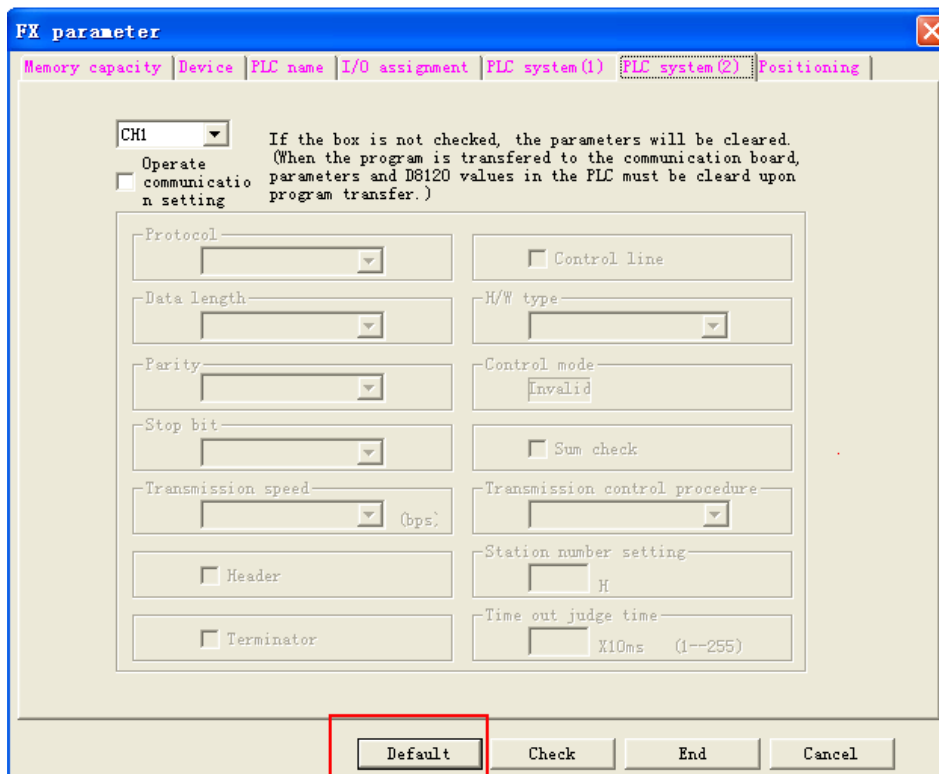 FX parameter
Memory capacity Device PLC name I/O assignment PLC system(1) PLC system(2) Positioning
CH1
If the box is not checked, the parameters will be cleared.
(When the program is transfered to the communication board,
parameters and D8120 values in the PLC must be cleard upon
program transfer.)
Operate
communicatio
n setting
Protocol
Control line
Data length
H/W type
Parity
Control mode
Invalid
Stop bit
Sum check
Transmission speed
(bps)
Transmission control procedure
Header
Station number setting
H
Terminator
Time out judge time
X10ms (1--255)
Default Check End Cancel